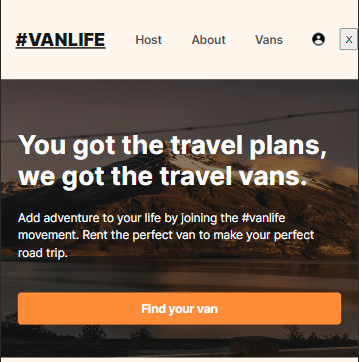 #VANLIFE Host About Vans X
You got the travel plans,
we got the travel vans.
Add adventure to your life by joining the #vanlife
movement. Rent the perfect van to make your perfect
road trip.
Find your van